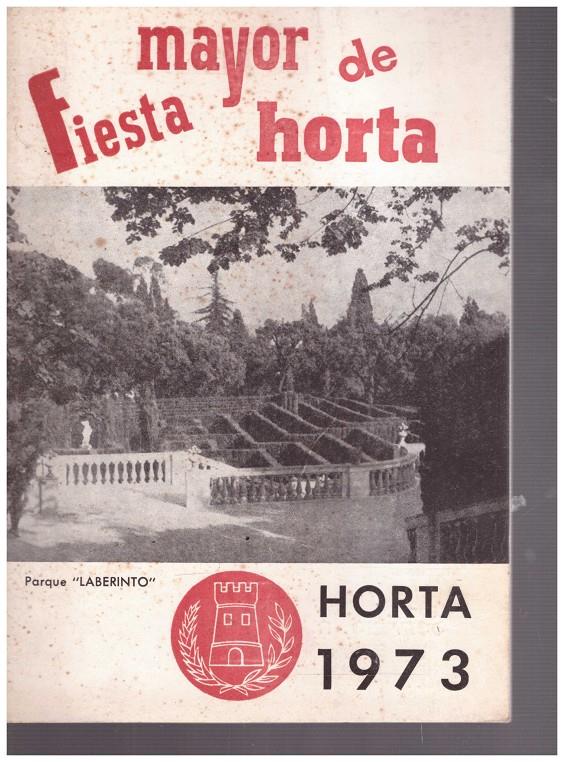 mayor de
Fiesta horta
Parque "LABERINTO"
HORTA
1973